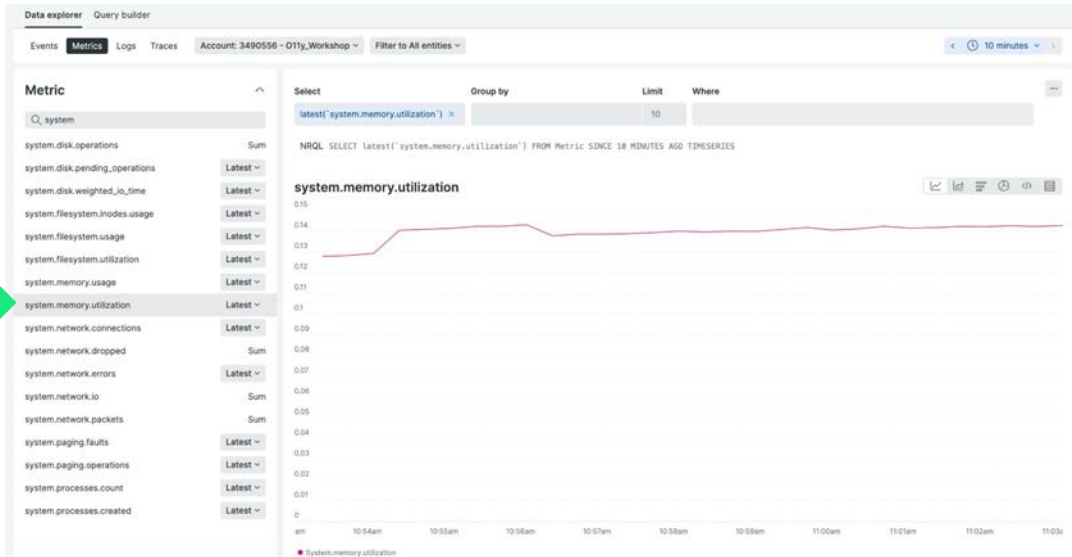 Data explorer Query builder
Events Metrics Logs Traces Account: 3490556 - O11y_Workshop Filter to All entities 10 minutes
Metric
system
system.disk.operations Sum
system.disk.pending_operations Latest
system.disk.weighted_io_time Latest
system.filesystem.inodes.usage Latest
system.filesystem.usage Latest
system.filesystem.utilization Latest
system.memory.usage Latest
system.memory.utilization Latest
system.network.connections Latest
system.network.dropped Sum
system.network.errors Latest
system.network.io Sum
system.network.packets Sum
system.paging.faults Latest
system.paging.operations Latest
system.processes.count Latest
system.processes.created Latest
Select Group by Limit Where
latest(`system.memory.utilization`) × 10
NRQL SELECT latest(`system.memory.utilization`) FROM Metric SINCE 10 MINUTES AGO TIMESERIES
system.memory.utilization
0.15
0.14
0.13
0.12
0.11
0.1
0.09
0.08
0.07
0.06
0.05
0.04
0.03
0.02
0.01
0
am 10:54am 10:55am 10:56am 10:57am 10:58am 10:59am 11:00am 11:01am 11:02am 11:03a
System.memory.utilization